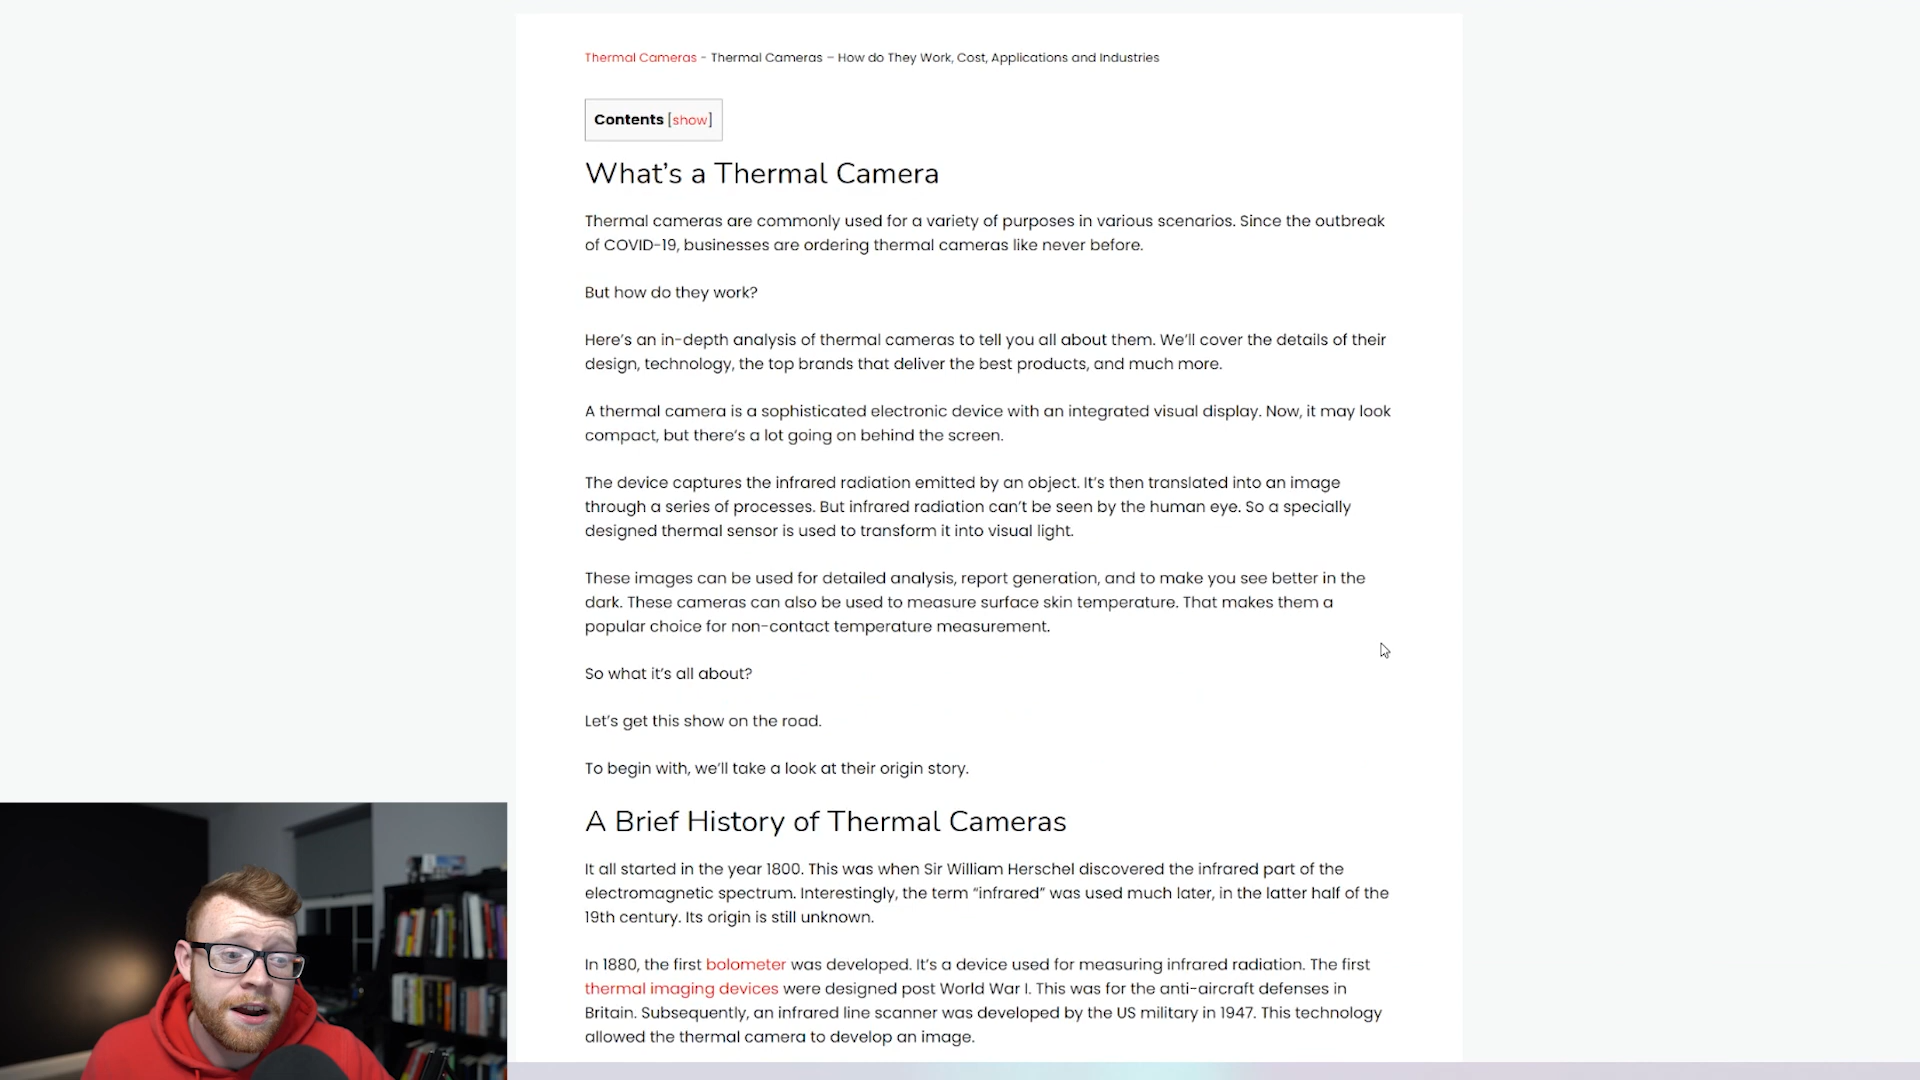 Thermal Cameras - Thermal Cameras – How do They Work, Cost, Applications and Industries
Contents [show]
What’s a Thermal Camera
Thermal cameras are commonly used for a variety of purposes in various scenarios. Since the outbreak
of COVID-19, businesses are ordering thermal cameras like never before.
But how do they work?
Here’s an in-depth analysis of thermal cameras to tell you all about them. We’ll cover the details of their
design, technology, the top brands that deliver the best products, and much more.
A thermal camera is a sophisticated electronic device with an integrated visual display. Now, it may look
compact, but there’s a lot going on behind the screen.
The device captures the infrared radiation emitted by an object. It’s then translated into an image
through a series of processes. But infrared radiation can’t be seen by the human eye. So a specially
designed thermal sensor is used to transform it into visual light.
These images can be used for detailed analysis, report generation, and to make you see better in the
dark. These cameras can also be used to measure surface skin temperature. That makes them a
popular choice for non-contact temperature measurement.
So what it’s all about?
Let’s get this show on the road.
To begin with, we’ll take a look at their origin story.
A Brief History of Thermal Cameras
It all started in the year 1800. This was when Sir William Herschel discovered the infrared part of the
electromagnetic spectrum. Interestingly, the term “infrared” was used much later, in the latter half of the
19th century. Its origin is still unknown.
In 1880, the first bolometer was developed. It’s a device used for measuring infrared radiation. The first
thermal imaging devices were designed post World War I. This was for the anti-aircraft defenses in
Britain. Subsequently, an infrared line scanner was developed by the US military in 1947. This technology
allowed the thermal camera to develop an image.